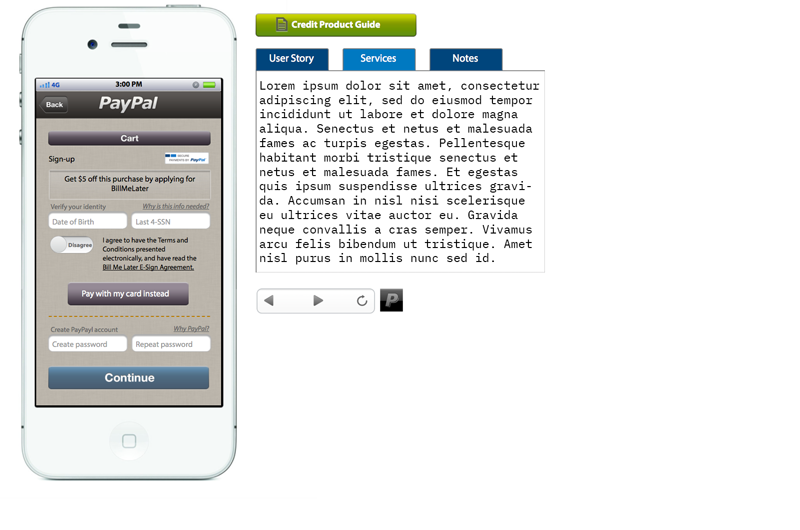 4G
3:00 PM
Back
PayPal
Cart
Sign-up
SECURE
PAYMENTS BY PayPal
Get $5 off this purchase by applying for
BillMeLater
Verify your identity
Why is this info needed?
Date of Birth
Last 4-SSN
Disagree
I agree to have the Terms and
Conditions presented
electronically, and have read the
Bill Me Later E-Sign Agreement.
Pay with my card instead
Create PayPayl account
Why PayPal?
Create password
Repeat password
Continue
Credit Product Guide
User Story
Services
Notes
Lorem ipsum dolor sit amet, consectetur
adipiscing elit, sed do eiusmod tempor
incididunt ut labore et dolore magna
aliqua. Senectus et netus et malesuada
fames ac turpis egestas. Pellentesque
habitant morbi tristique senectus et
netus et malesuada fames. Et egestas
quis ipsum suspendisse ultrices gravi-
da. Accumsan in nisl nisi scelerisque
eu ultrices vitae auctor eu. Gravida
neque convallis a cras semper. Vivamus
arcu felis bibendum ut tristique. Amet
nisl purus in mollis nunc sed id.
P